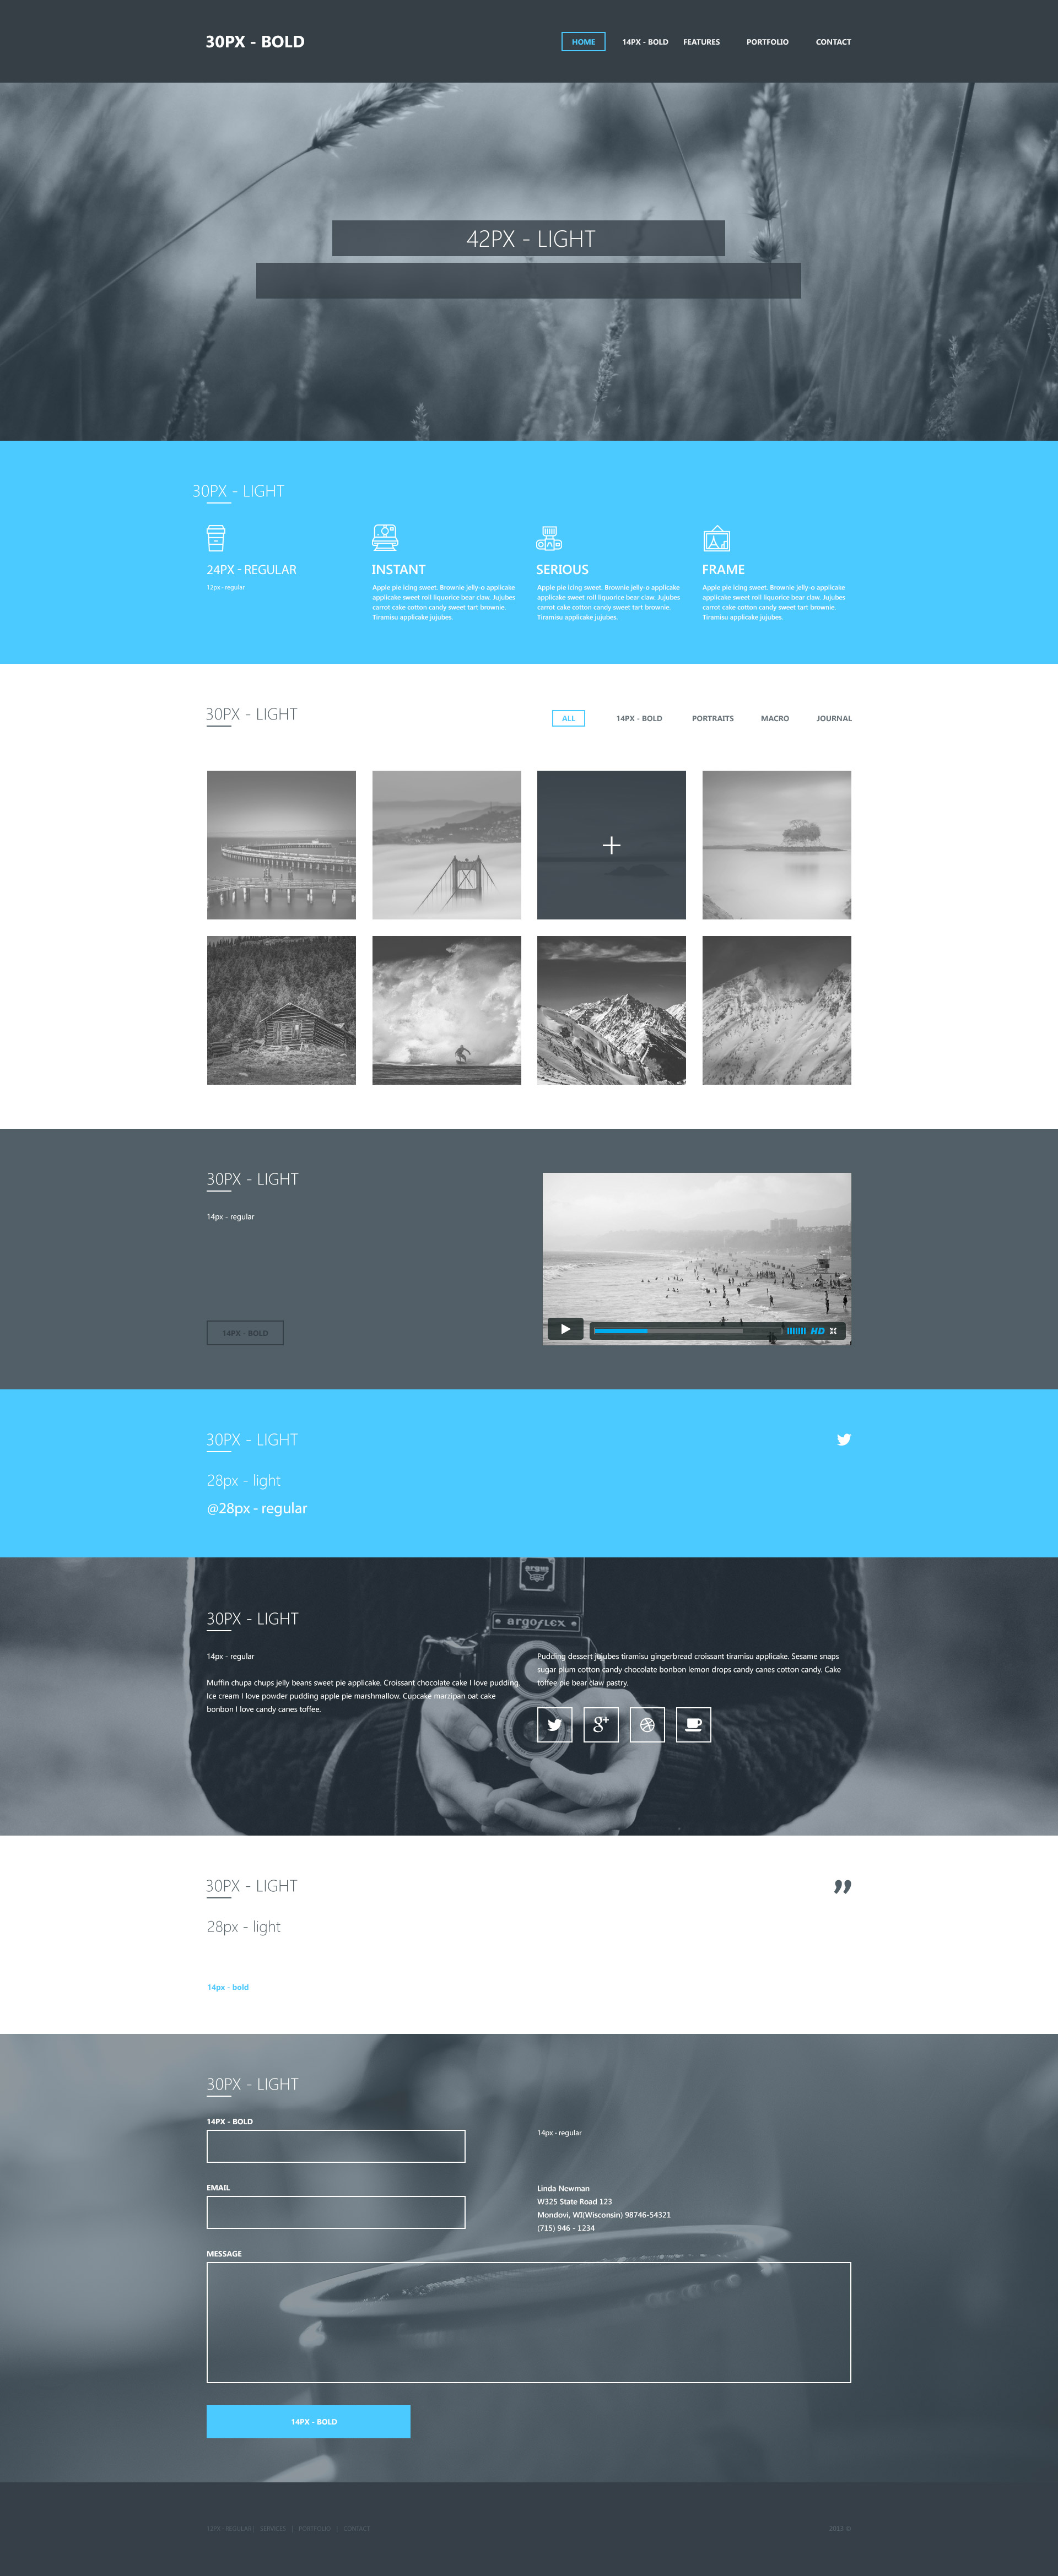 30PX - BOLD
HOME 14PX - BOLD FEATURES PORTFOLIO CONTACT
42PX - LIGHT
30PX - LIGHT
24PX - REGULAR
12px - regular
INSTANT
Apple pie icing sweet. Brownie jelly-o applicake
applicake sweet roll liquorice bear claw. Jujubes
carrot cake cotton candy sweet tart brownie.
Tiramisu applicake jujubes.
SERIOUS
Apple pie icing sweet. Brownie jelly-o applicake
applicake sweet roll liquorice bear claw. Jujubes
carrot cake cotton candy sweet tart brownie.
Tiramisu applicake jujubes.
FRAME
Apple pie icing sweet. Brownie jelly-o applicake
applicake sweet roll liquorice bear claw. Jujubes
carrot cake cotton candy sweet tart brownie.
Tiramisu applicake jujubes.
30PX - LIGHT
ALL 14PX - BOLD PORTRAITS MACRO JOURNAL
30PX - LIGHT
14px - regular
14PX - BOLD
HD
30PX - LIGHT
28px - light
@28px - regular
argoflex
30PX - LIGHT
14px - regular
Muffin chupa chups jelly beans sweet pie applicake. Croissant chocolate cake I love pudding.
Ice cream I love powder pudding apple pie marshmallow. Cupcake marzipan oat cake
bonbon I love candy canes toffee.
Pudding dessert jujubes tiramisu gingerbread croissant tiramisu applicake. Sesame snaps
sugar plum cotton candy chocolate bonbon lemon drops candy canes cotton candy. Cake
toffee pie bear claw pastry.
g+
30PX - LIGHT
”
28px - light
14px - bold
30PX - LIGHT
14PX - BOLD
EMAIL
MESSAGE
14px - regular
Linda Newman
W325 State Road 123
Mondovi, WI(Wisconsin) 98746-54321
(715) 946 - 1234
14PX - BOLD
12PX - REGULAR | SERVICES | PORTFOLIO | CONTACT
2013 ©